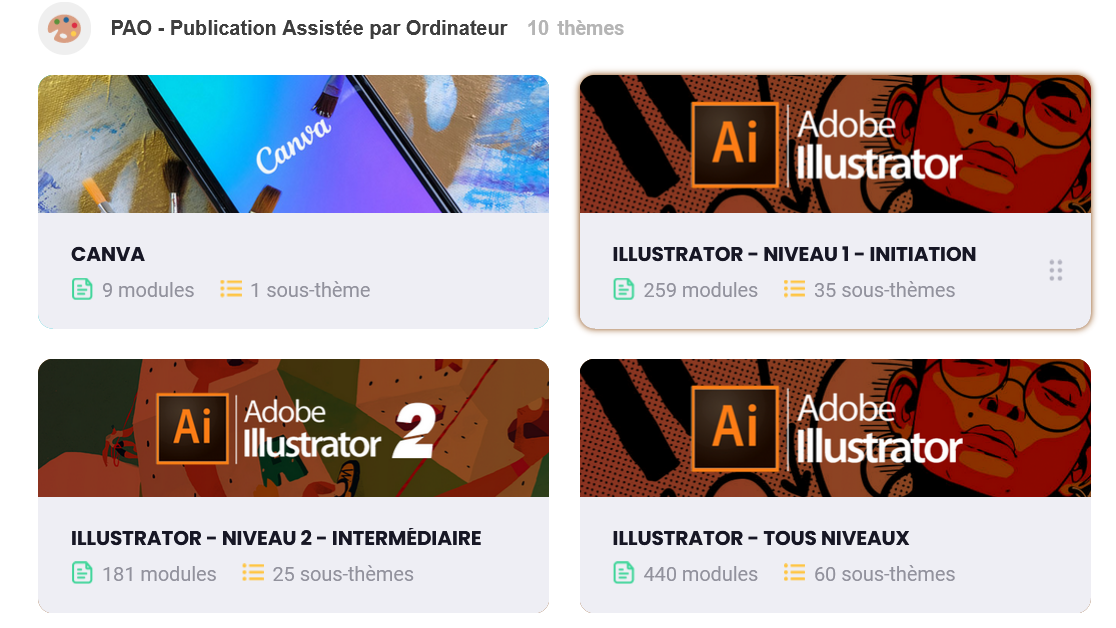 PAO - Publication Assistée par Ordinateur 10 thèmes
Canva
CANVA
9 modules 1 sous-thème
Ai Adobe Illustrator
ILLUSTRATOR - NIVEAU 1 - INITIATION
259 modules 35 sous-thèmes
Ai Adobe Illustrator 2
ILLUSTRATOR - NIVEAU 2 - INTERMÉDIAIRE
181 modules 25 sous-thèmes
Ai Adobe Illustrator
ILLUSTRATOR - TOUS NIVEAUX
440 modules 60 sous-thèmes